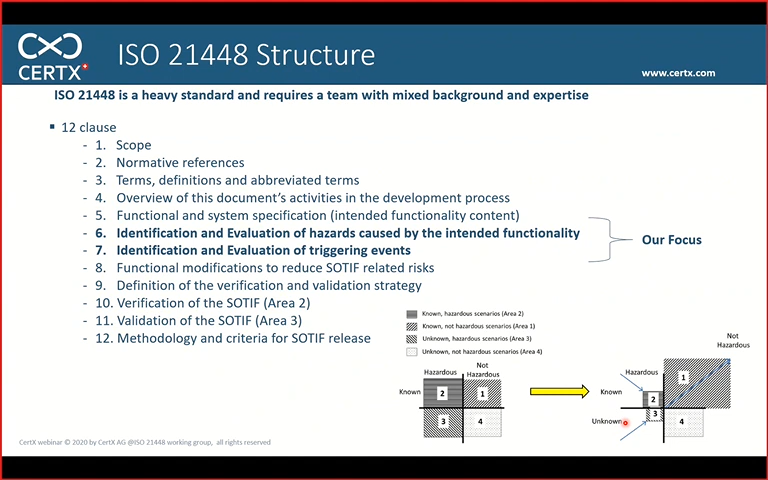 CERTX
ISO 21448 Structure
www.certx.com
ISO 21448 is a heavy standard and requires a team with mixed background and expertise
▪ 12 clause
- 1. Scope
- 2. Normative references
- 3. Terms, definitions and abbreviated terms
- 4. Overview of this document's activities in the development process
- 5. Functional and system specification (intended functionality content)
- 6. Identification and Evaluation of hazards caused by the intended functionality
- 7. Identification and Evaluation of triggering events
- 8. Functional modifications to reduce SOTIF related risks
- 9. Definition of the verification and validation strategy
- 10. Verification of the SOTIF (Area 2)
- 11. Validation of the SOTIF (Area 3)
- 12. Methodology and criteria for SOTIF release
Our Focus
Known, hazardous scenarios (Area 2)
Known, not hazardous scenarios (Area 1)
Unknown, hazardous scenarios (Area 3)
Unknown, not hazardous scenarios (Area 4)
Hazardous
Not
Hazardous
Known
2
1
3
4
Not
Hazardous
Hazardous
Known
Unknown
1
2
3
4
CertX webinar © 2020 by CertX AG @ISO 21448 working group, all rights reserved